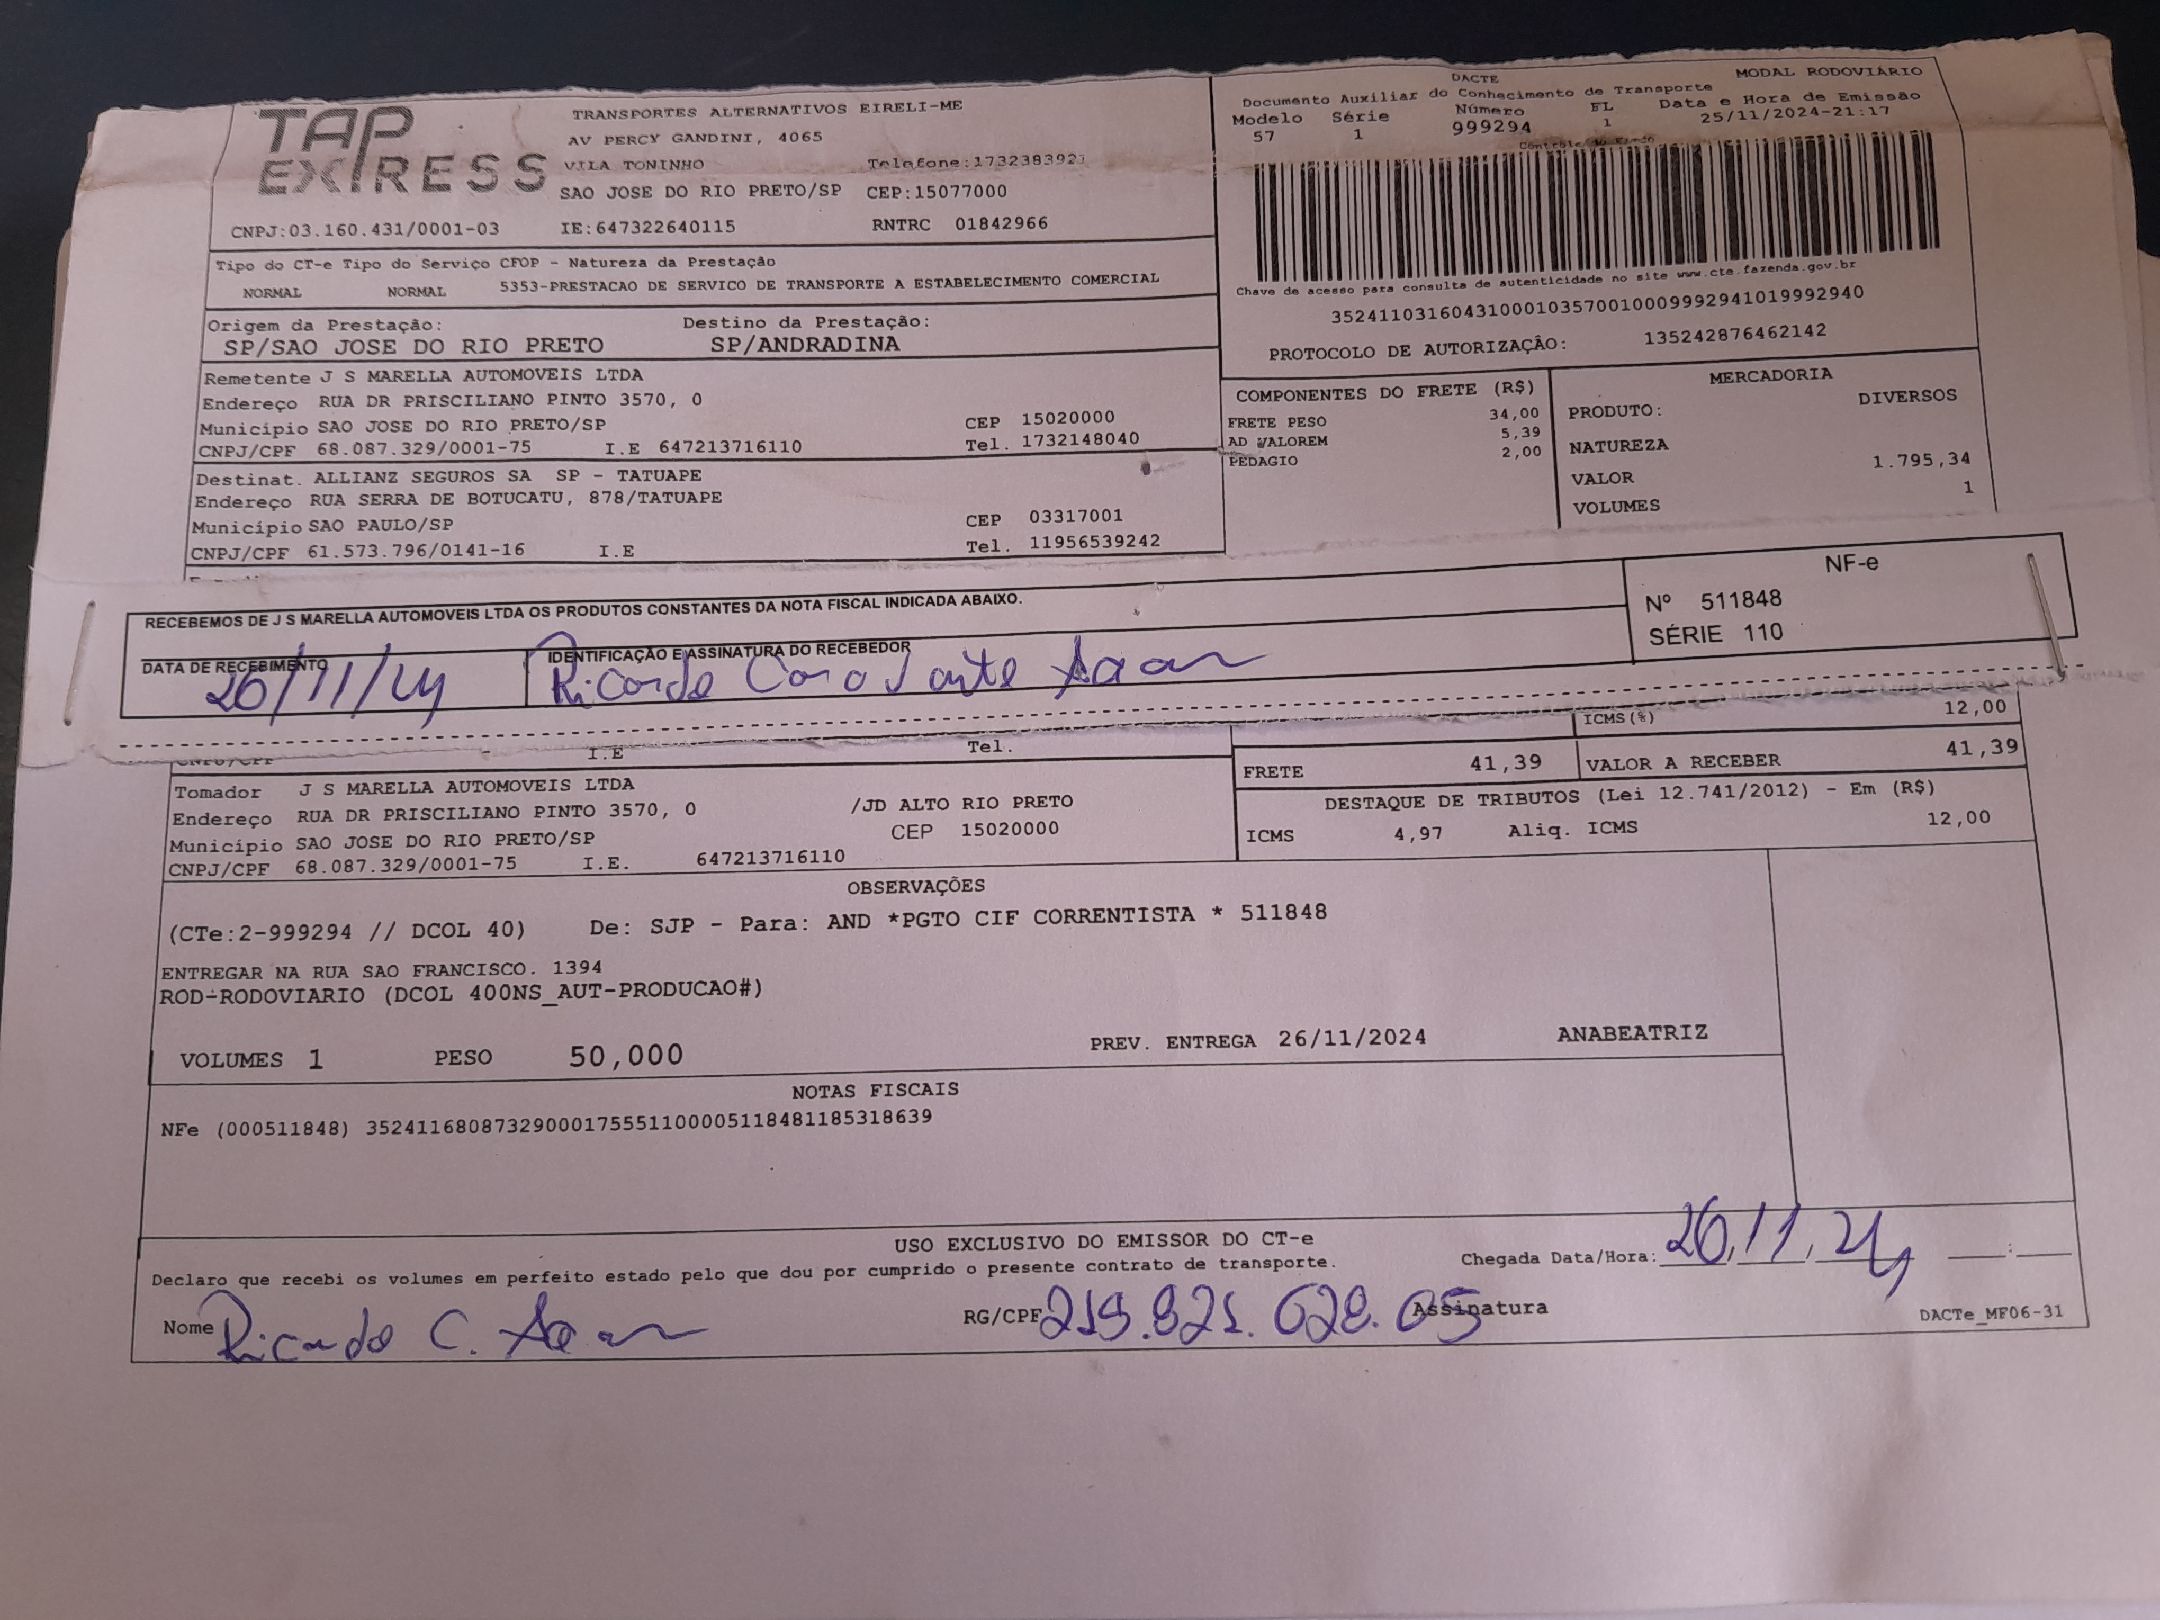 TAP EXPRESS
TRANSPORTES ALTERNATIVOS EIRELI-ME
AV PERCY GANDINI, 4065
VILA TONINHO Telefone:1732383921
SAO JOSE DO RIO PRETO/SP CEP:15077000
CNPJ:03.160.431/0001-03 IE:647322640115 RNTRC 01842966
DACTE MODAL RODOVIÁRIO
Documento Auxiliar do Conhecimento de Transporte
Modelo Série Número FL Data e Hora de Emissão
57 1 999294 1 25/11/2024-21:17
Controle do Fisco
Chave de acesso para consulta de autenticidade no site www.cte.fazenda.gov.br
35241103160431000103570010009992941019992940
PROTOCOLO DE AUTORIZAÇÃO: 135242876462142
Tipo do CT-e Tipo do Serviço CFOP - Natureza da Prestação
NORMAL NORMAL 5353-PRESTACAO DE SERVICO DE TRANSPORTE A ESTABELECIMENTO COMERCIAL
Origem da Prestação: Destino da Prestação:
SP/SAO JOSE DO RIO PRETO SP/ANDRADINA
Remetente J S MARELLA AUTOMOVEIS LTDA
Endereço RUA DR PRISCILIANO PINTO 3570, 0
Município SAO JOSE DO RIO PRETO/SP CEP 15020000
CNPJ/CPF 68.087.329/0001-75 I.E 647213716110 Tel. 1732148040
Destinat. ALLIANZ SEGUROS SA SP - TATUAPE
Endereço RUA SERRA DE BOTUCATU, 878/TATUAPE
Município SAO PAULO/SP CEP 03317001
CNPJ/CPF 61.573.796/0141-16 I.E Tel. 11956539242
COMPONENTES DO FRETE (R$)
FRETE PESO 34,00
AD VALOREM 5,39
PEDAGIO 2,00
MERCADORIA
PRODUTO: DIVERSOS
NATUREZA
VALOR 1.795,34
VOLUMES 1
RECEBEMOS DE J S MARELLA AUTOMOVEIS LTDA OS PRODUTOS CONSTANTES DA NOTA FISCAL INDICADA ABAIXO.
NF-e
Nº 511848
SÉRIE 110
DATA DE RECEBIMENTO IDENTIFICAÇÃO E ASSINATURA DO RECEBEDOR
26/11/24 Ricardo
CNPJ/CPF I.E Tel.
ICMS(%) 12,00
FRETE 41,39 VALOR A RECEBER 41,39
DESTAQUE DE TRIBUTOS (Lei 12.741/2012) - Em (R$)
ICMS 4,97 Aliq. ICMS 12,00
Tomador J S MARELLA AUTOMOVEIS LTDA
Endereço RUA DR PRISCILIANO PINTO 3570, 0 /JD ALTO RIO PRETO
Município SAO JOSE DO RIO PRETO/SP CEP 15020000
CNPJ/CPF 68.087.329/0001-75 I.E. 647213716110
OBSERVAÇÕES
(CTe:2-999294 // DCOL 40) De: SJP - Para: AND *PGTO CIF CORRENTISTA * 511848
ENTREGAR NA RUA SAO FRANCISCO. 1394
ROD-RODOVIARIO (DCOL 400NS_AUT-PRODUCAO#)
VOLUMES 1 PESO 50,000 PREV. ENTREGA 26/11/2024 ANABEATRIZ
NOTAS FISCAIS
NFe (000511848) 35241168087329000175551100005118481185318639
USO EXCLUSIVO DO EMISSOR DO CT-e
Declaro que recebi os volumes em perfeito estado pelo que dou por cumprido o presente contrato de transporte. Chegada Data/Hora: 26, 11, 24 :
Nome Ricardo C. RG/CPF 219.821.628.05 Assinatura
DACTe_MF06-31